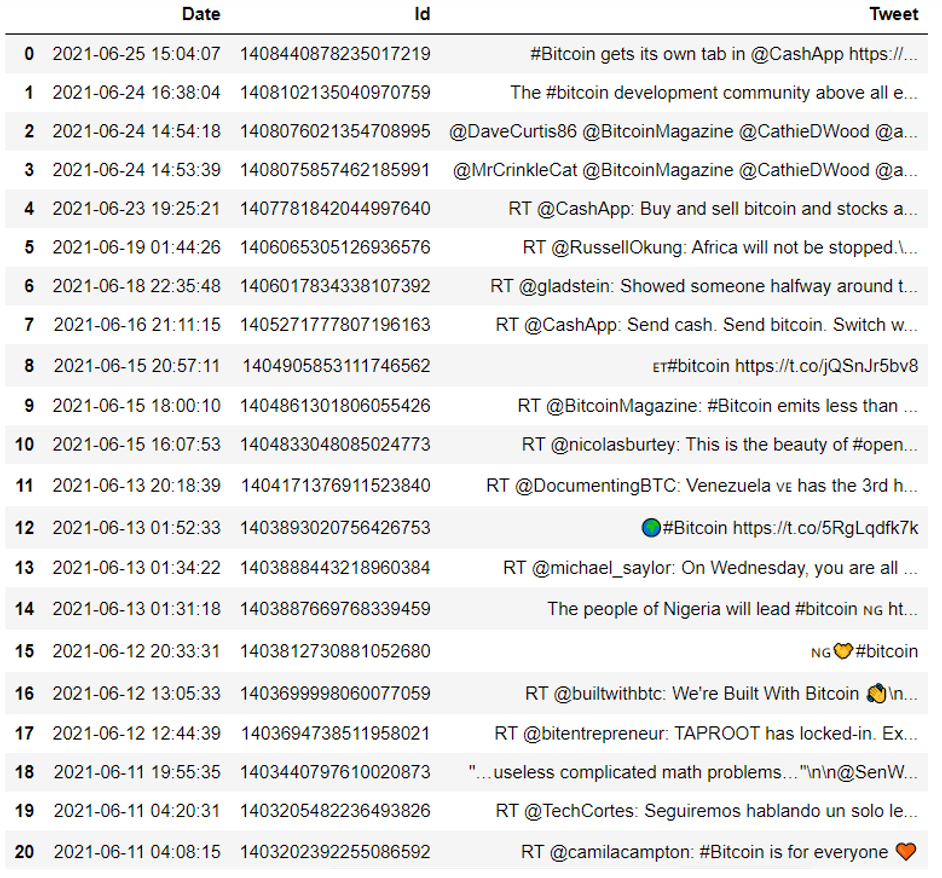 Date Id Tweet
0 2021-06-25 15:04:07 1408440878235017219 #Bitcoin gets its own tab in @CashApp https://...
1 2021-06-24 16:38:04 1408102135040970759 The #bitcoin development community above all e...
2 2021-06-24 14:54:18 1408076021354708995 @DaveCurtis86 @BitcoinMagazine @CathieDWood @a...
3 2021-06-24 14:53:39 1408075857462185991 @MrCrinkleCat @BitcoinMagazine @CathieDWood @a...
4 2021-06-23 19:25:21 1407781842044997640 RT @CashApp: Buy and sell bitcoin and stocks a...
5 2021-06-19 01:44:26 1406065305126936576 RT @RussellOkung: Africa will not be stopped.\...
6 2021-06-18 22:35:48 1406017834338107392 RT @gladstein: Showed someone halfway around t...
7 2021-06-16 21:11:15 1405271777807196163 RT @CashApp: Send cash. Send bitcoin. Switch w...
8 2021-06-15 20:57:11 1404905853111746562 🇪🇹#bitcoin https://t.co/jQSnJr5bv8
9 2021-06-15 18:00:10 1404861301806055426 RT @BitcoinMagazine: #Bitcoin emits less than ...
10 2021-06-15 16:07:53 1404833048085024773 RT @nicolasburtey: This is the beauty of #open...
11 2021-06-13 20:18:39 1404171376911523840 RT @DocumentingBTC: Venezuela 🇻🇪 has the 3rd h...
12 2021-06-13 01:52:33 1403893020756426753 🌍#Bitcoin https://t.co/5RgLqdfk7k
13 2021-06-13 01:34:22 1403888443218960384 RT @michael_saylor: On Wednesday, you are all ...
14 2021-06-13 01:31:18 1403887669768339459 The people of Nigeria will lead #bitcoin 🇳🇬 ht...
15 2021-06-12 20:33:31 1403812730881052680 🇳🇬🤝#bitcoin
16 2021-06-12 13:05:33 1403699998060077059 RT @builtwithbtc: We're Built With Bitcoin 👏\n...
17 2021-06-12 12:44:39 1403694738511958021 RT @bitentrepreneur: TAPROOT has locked-in. Ex...
18 2021-06-11 19:55:35 1403440797610020873 "…useless complicated math problems…"\n\n@SenW...
19 2021-06-11 04:20:31 1403205482236493826 RT @TechCortes: Seguiremos hablando un solo le...
20 2021-06-11 04:08:15 1403202392255086592 RT @camilacampton: #Bitcoin is for everyone 🧡